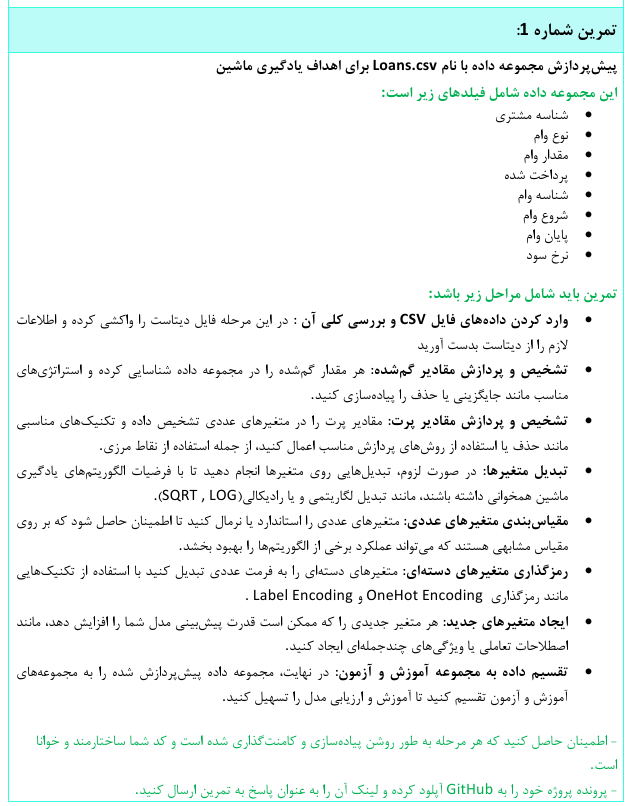 تمرین شماره 1:
پیش‌پردازش مجموعه داده با نام Loans.csv برای اهداف یادگیری ماشین
این مجموعه داده شامل فیلدهای زیر است:
• شناسه مشتری
• نوع وام
• مقدار وام
• پرداخت شده
• شناسه وام
• شروع وام
• پایان وام
• نرخ سود
تمرین باید شامل مراحل زیر باشد:
• وارد کردن داده‌های فایل CSV و بررسی کلی آن : در این مرحله فایل دیتاست را واکشی کرده و اطلاعات
لازم را از دیتاست بدست آورید
• تشخیص و پردازش مقادیر گم‌شده: هر مقدار گم‌شده را در مجموعه داده شناسایی کرده و استراتژی‌های
مناسب مانند جایگزینی یا حذف را پیاده‌سازی کنید.
• تشخیص و پردازش مقادیر پرت: مقادیر پرت را در متغیرهای عددی تشخیص داده و تکنیک‌های مناسبی
مانند حذف یا استفاده از روش‌های پردازش مناسب اعمال کنید، از جمله استفاده از نقاط مرزی.
• تبدیل متغیرها: در صورت لزوم، تبدیل‌هایی روی متغیرها انجام دهید تا با فرضیات الگوریتم‌های یادگیری
ماشین همخوانی داشته باشند، مانند تبدیل لگاریتمی و یا رادیکالی(SQRT , LOG).
• مقیاس‌بندی متغیرهای عددی: متغیرهای عددی را استاندارد یا نرمال کنید تا اطمینان حاصل شود که بر روی
مقیاس مشابهی هستند که می‌تواند عملکرد برخی از الگوریتم‌ها را بهبود بخشد.
• رمزگذاری متغیرهای دسته‌ای: متغیرهای دسته‌ای را به فرمت عددی تبدیل کنید با استفاده از تکنیک‌هایی
مانند رمزگذاری OneHot Encoding و Label Encoding .
• ایجاد متغیرهای جدید: هر متغیر جدیدی را که ممکن است قدرت پیش‌بینی مدل شما را افزایش دهد، مانند
اصطلاحات تعاملی یا ویژگی‌های چندجمله‌ای ایجاد کنید.
• تقسیم داده به مجموعه آموزش و آزمون: در نهایت، مجموعه داده پیش‌پردازش شده را به مجموعه‌های
آموزش و آزمون تقسیم کنید تا آموزش و ارزیابی مدل را تسهیل کنید.
- اطمینان حاصل کنید که هر مرحله به طور روشن پیاده‌سازی و کامنت‌گذاری شده است و کد شما ساختارمند و خوانا
است.
- پرونده پروژه خود را به GitHub آپلود کرده و لینک آن را به عنوان پاسخ به تمرین ارسال کنید.